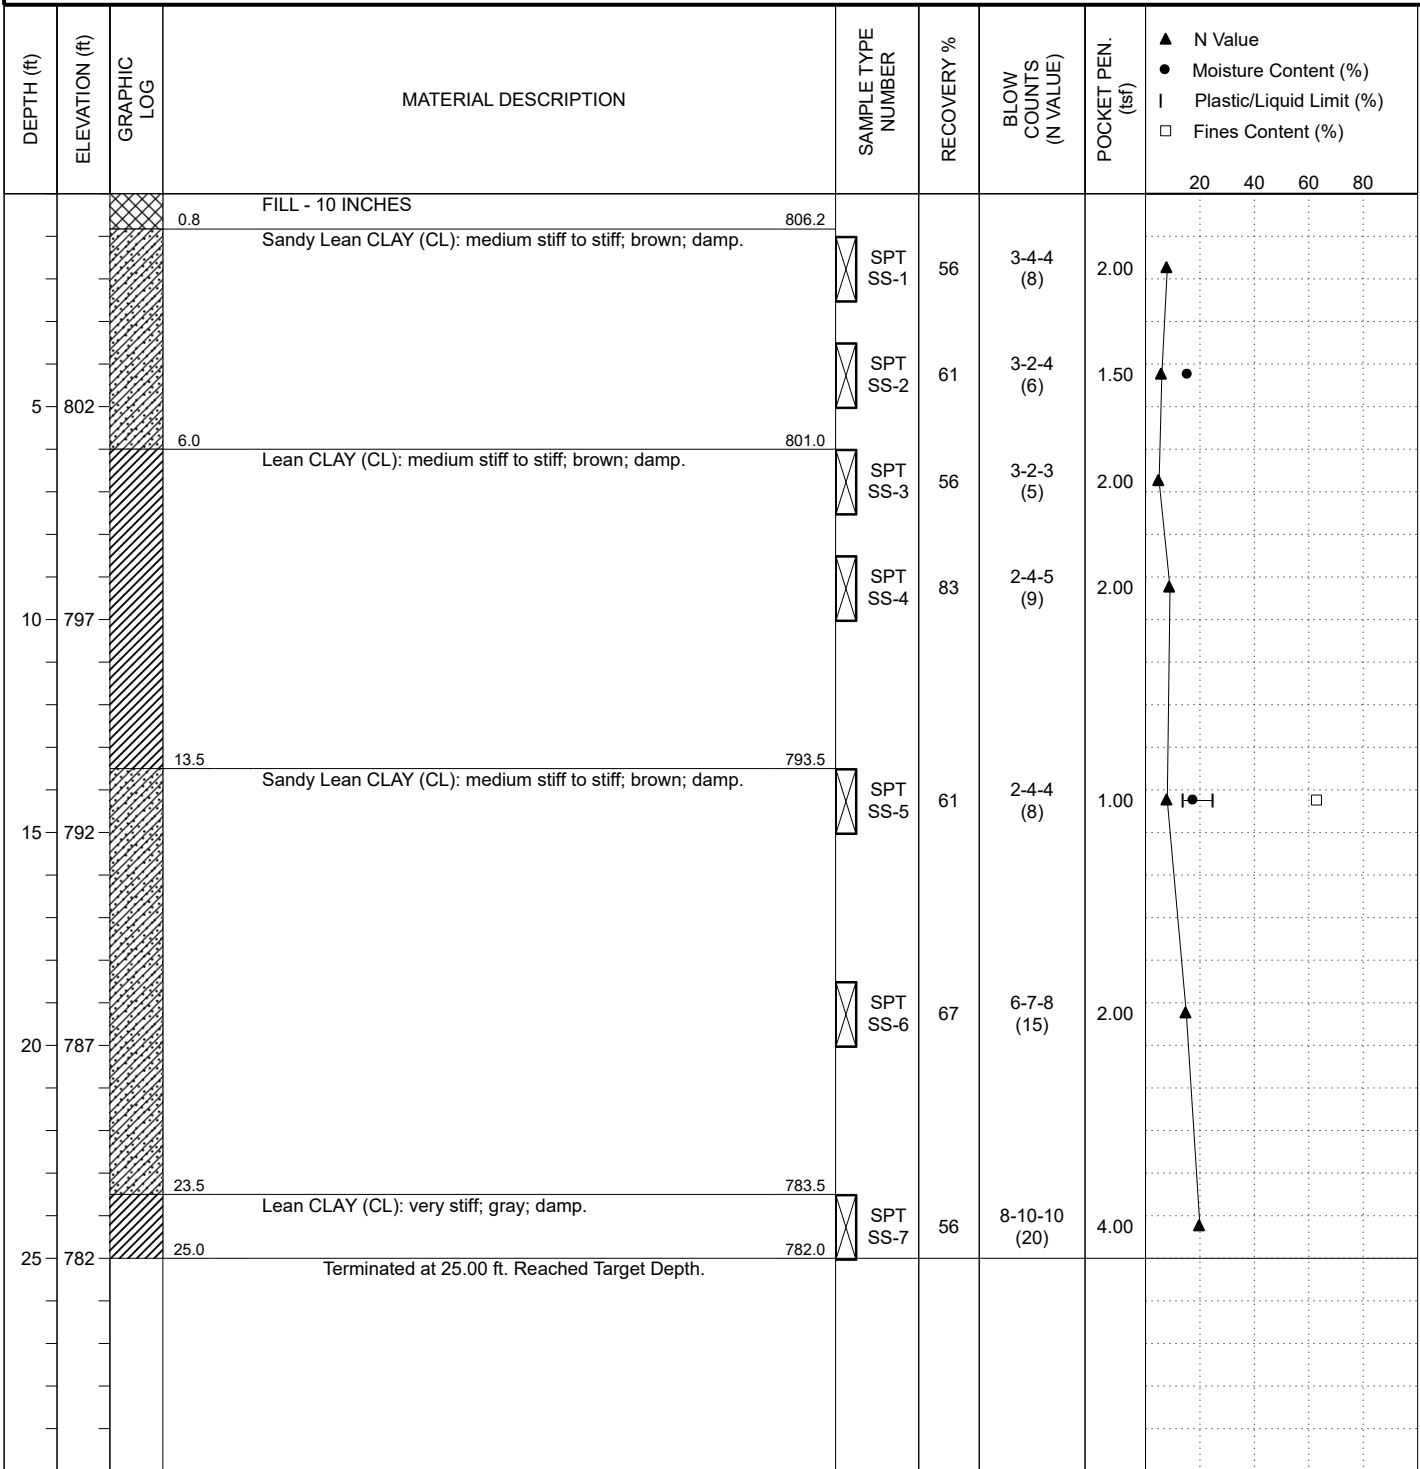 DEPTH (ft)
ELEVATION (ft)
GRAPHIC
LOG
MATERIAL DESCRIPTION
SAMPLE TYPE
NUMBER
RECOVERY %
BLOW
COUNTS
(N VALUE)
POCKET PEN.
(tsf)
▲ N Value
● Moisture Content (%)
| Plastic/Liquid Limit (%)
□ Fines Content (%)
20 40 60 80
FILL - 10 INCHES
0.8 806.2
Sandy Lean CLAY (CL): medium stiff to stiff; brown; damp.
SPT
SS-1
56
3-4-4
(8)
2.00
SPT
SS-2
61
3-2-4
(6)
1.50
5 802
6.0 801.0
Lean CLAY (CL): medium stiff to stiff; brown; damp.
SPT
SS-3
56
3-2-3
(5)
2.00
SPT
SS-4
83
2-4-5
(9)
2.00
10 797
13.5 793.5
Sandy Lean CLAY (CL): medium stiff to stiff; brown; damp.
SPT
SS-5
61
2-4-4
(8)
1.00
15 792
SPT
SS-6
67
6-7-8
(15)
2.00
20 787
23.5 783.5
Lean CLAY (CL): very stiff; gray; damp.
SPT
SS-7
56
8-10-10
(20)
4.00
25.0 782.0
25 782
Terminated at 25.00 ft. Reached Target Depth.